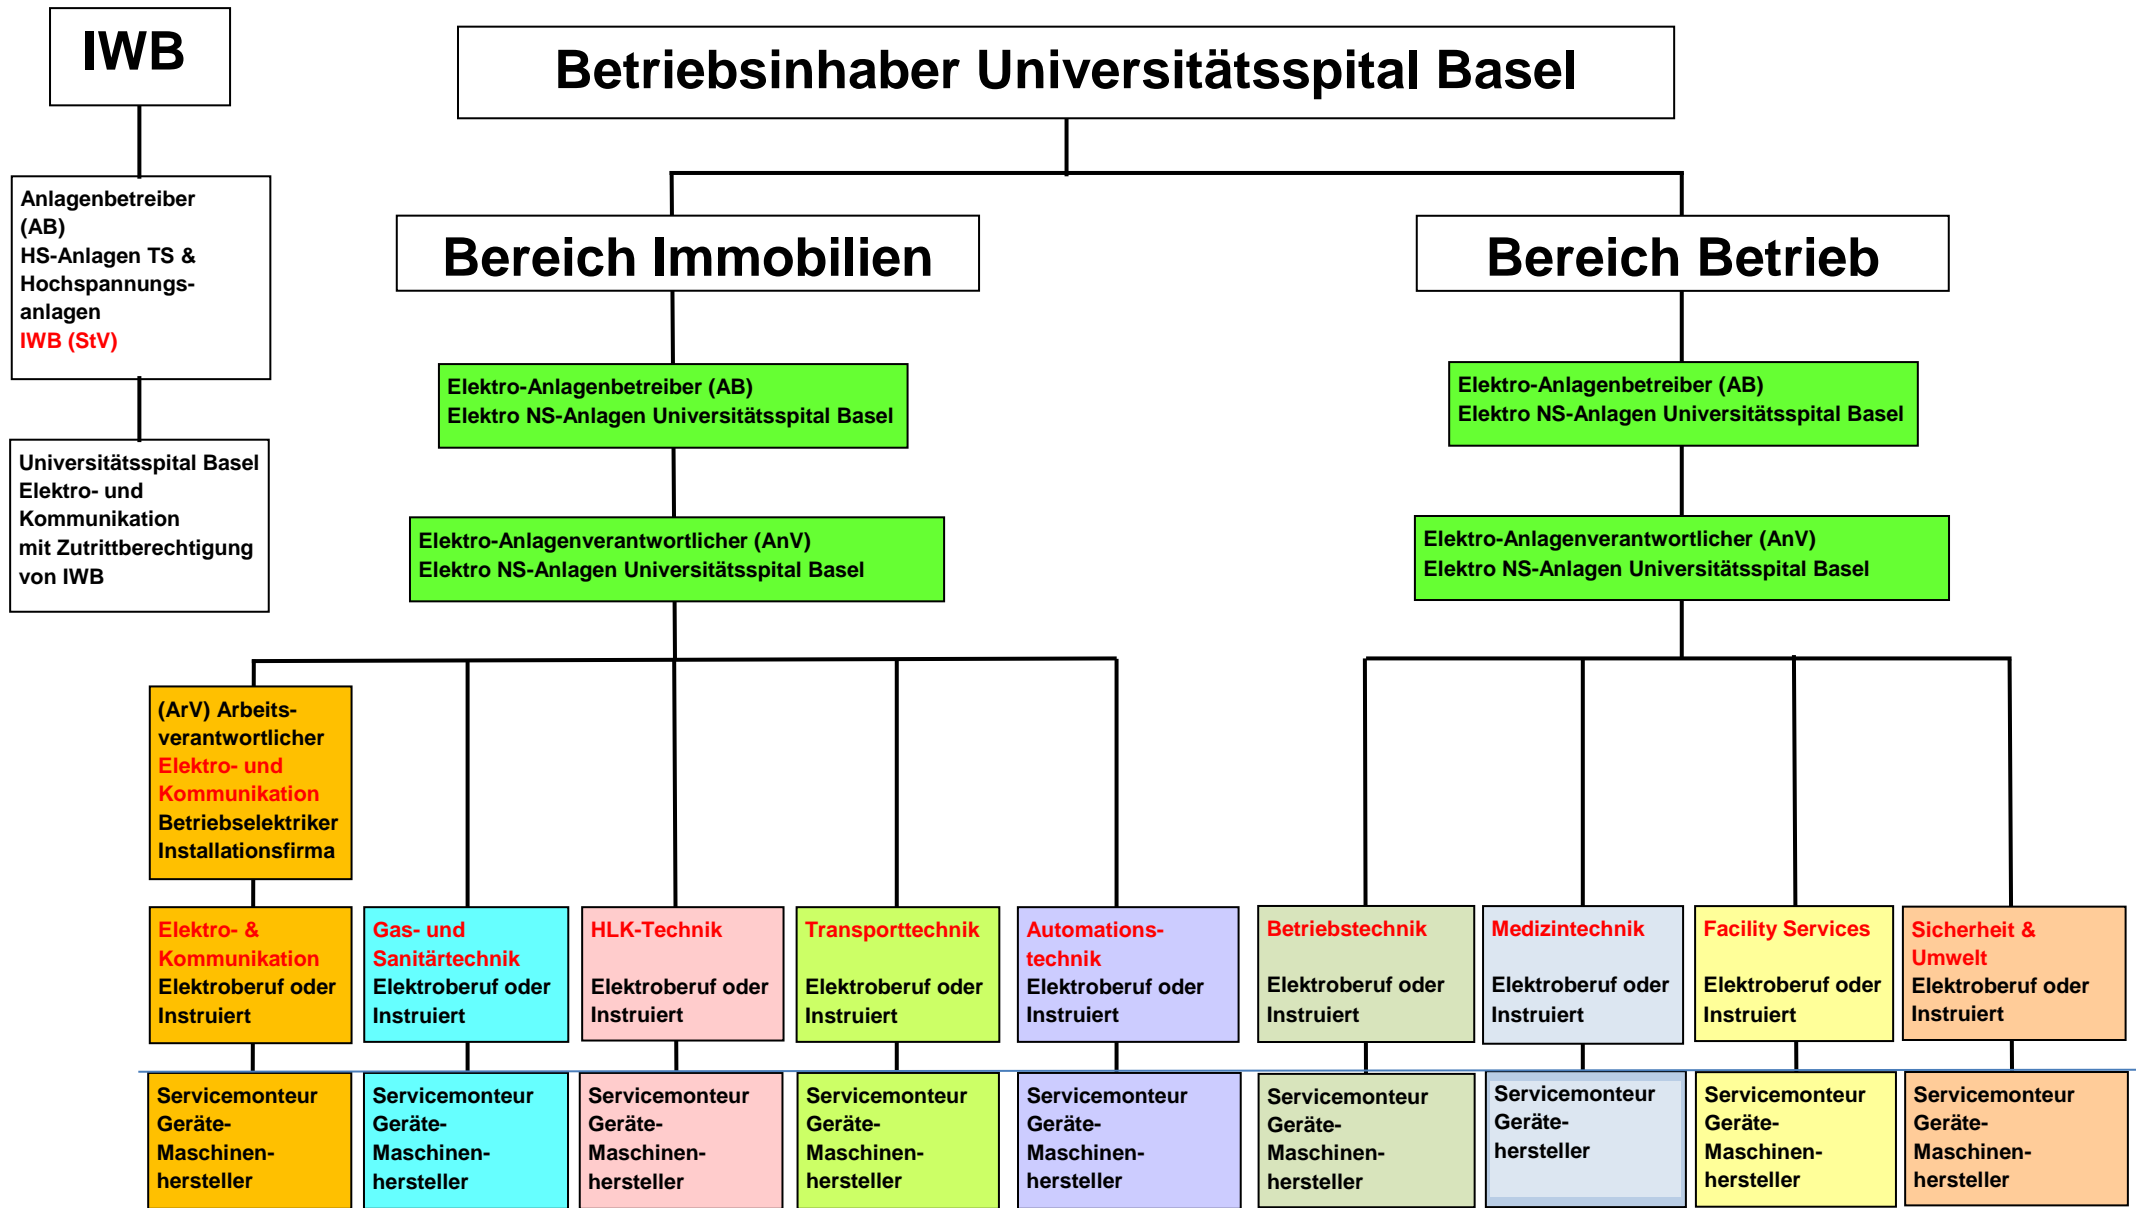 IWB
Betriebsinhaber Universitätsspital Basel
Anlagenbetreiber
(AB)
HS-Anlagen TS &
Hochspannungs-
anlagen
IWB (StV)
Universitätsspital Basel
Elektro- und
Kommunikation
mit Zutrittberechtigung
von IWB
Bereich Immobilien
Bereich Betrieb
Elektro-Anlagenbetreiber (AB)
Elektro NS-Anlagen Universitätsspital Basel
Elektro-Anlagenbetreiber (AB)
Elektro NS-Anlagen Universitätsspital Basel
Elektro-Anlagenverantwortlicher (AnV)
Elektro NS-Anlagen Universitätsspital Basel
Elektro-Anlagenverantwortlicher (AnV)
Elektro NS-Anlagen Universitätsspital Basel
(ArV) Arbeits-
verantwortlicher
Elektro- und
Kommunikation
Betriebselektriker
Installationsfirma
Elektro- &
Kommunikation
Elektroberuf oder
Instruiert
Gas- und
Sanitärtechnik
Elektroberuf oder
Instruiert
HLK-Technik
Elektroberuf oder
Instruiert
Transporttechnik
Elektroberuf oder
Instruiert
Automations-
technik
Elektroberuf oder
Instruiert
Betriebstechnik
Elektroberuf oder
Instruiert
Medizintechnik
Elektroberuf oder
Instruiert
Facility Services
Elektroberuf oder
Instruiert
Sicherheit &
Umwelt
Elektroberuf oder
Instruiert
Servicemonteur
Geräte-
Maschinen-
hersteller
Servicemonteur
Geräte-
Maschinen-
hersteller
Servicemonteur
Geräte-
Maschinen-
hersteller
Servicemonteur
Geräte-
Maschinen-
hersteller
Servicemonteur
Geräte-
Maschinen-
hersteller
Servicemonteur
Geräte-
Maschinen-
hersteller
Servicemonteur
Geräte-
hersteller
Servicemonteur
Geräte-
Maschinen-
hersteller
Servicemonteur
Geräte-
Maschinen-
hersteller